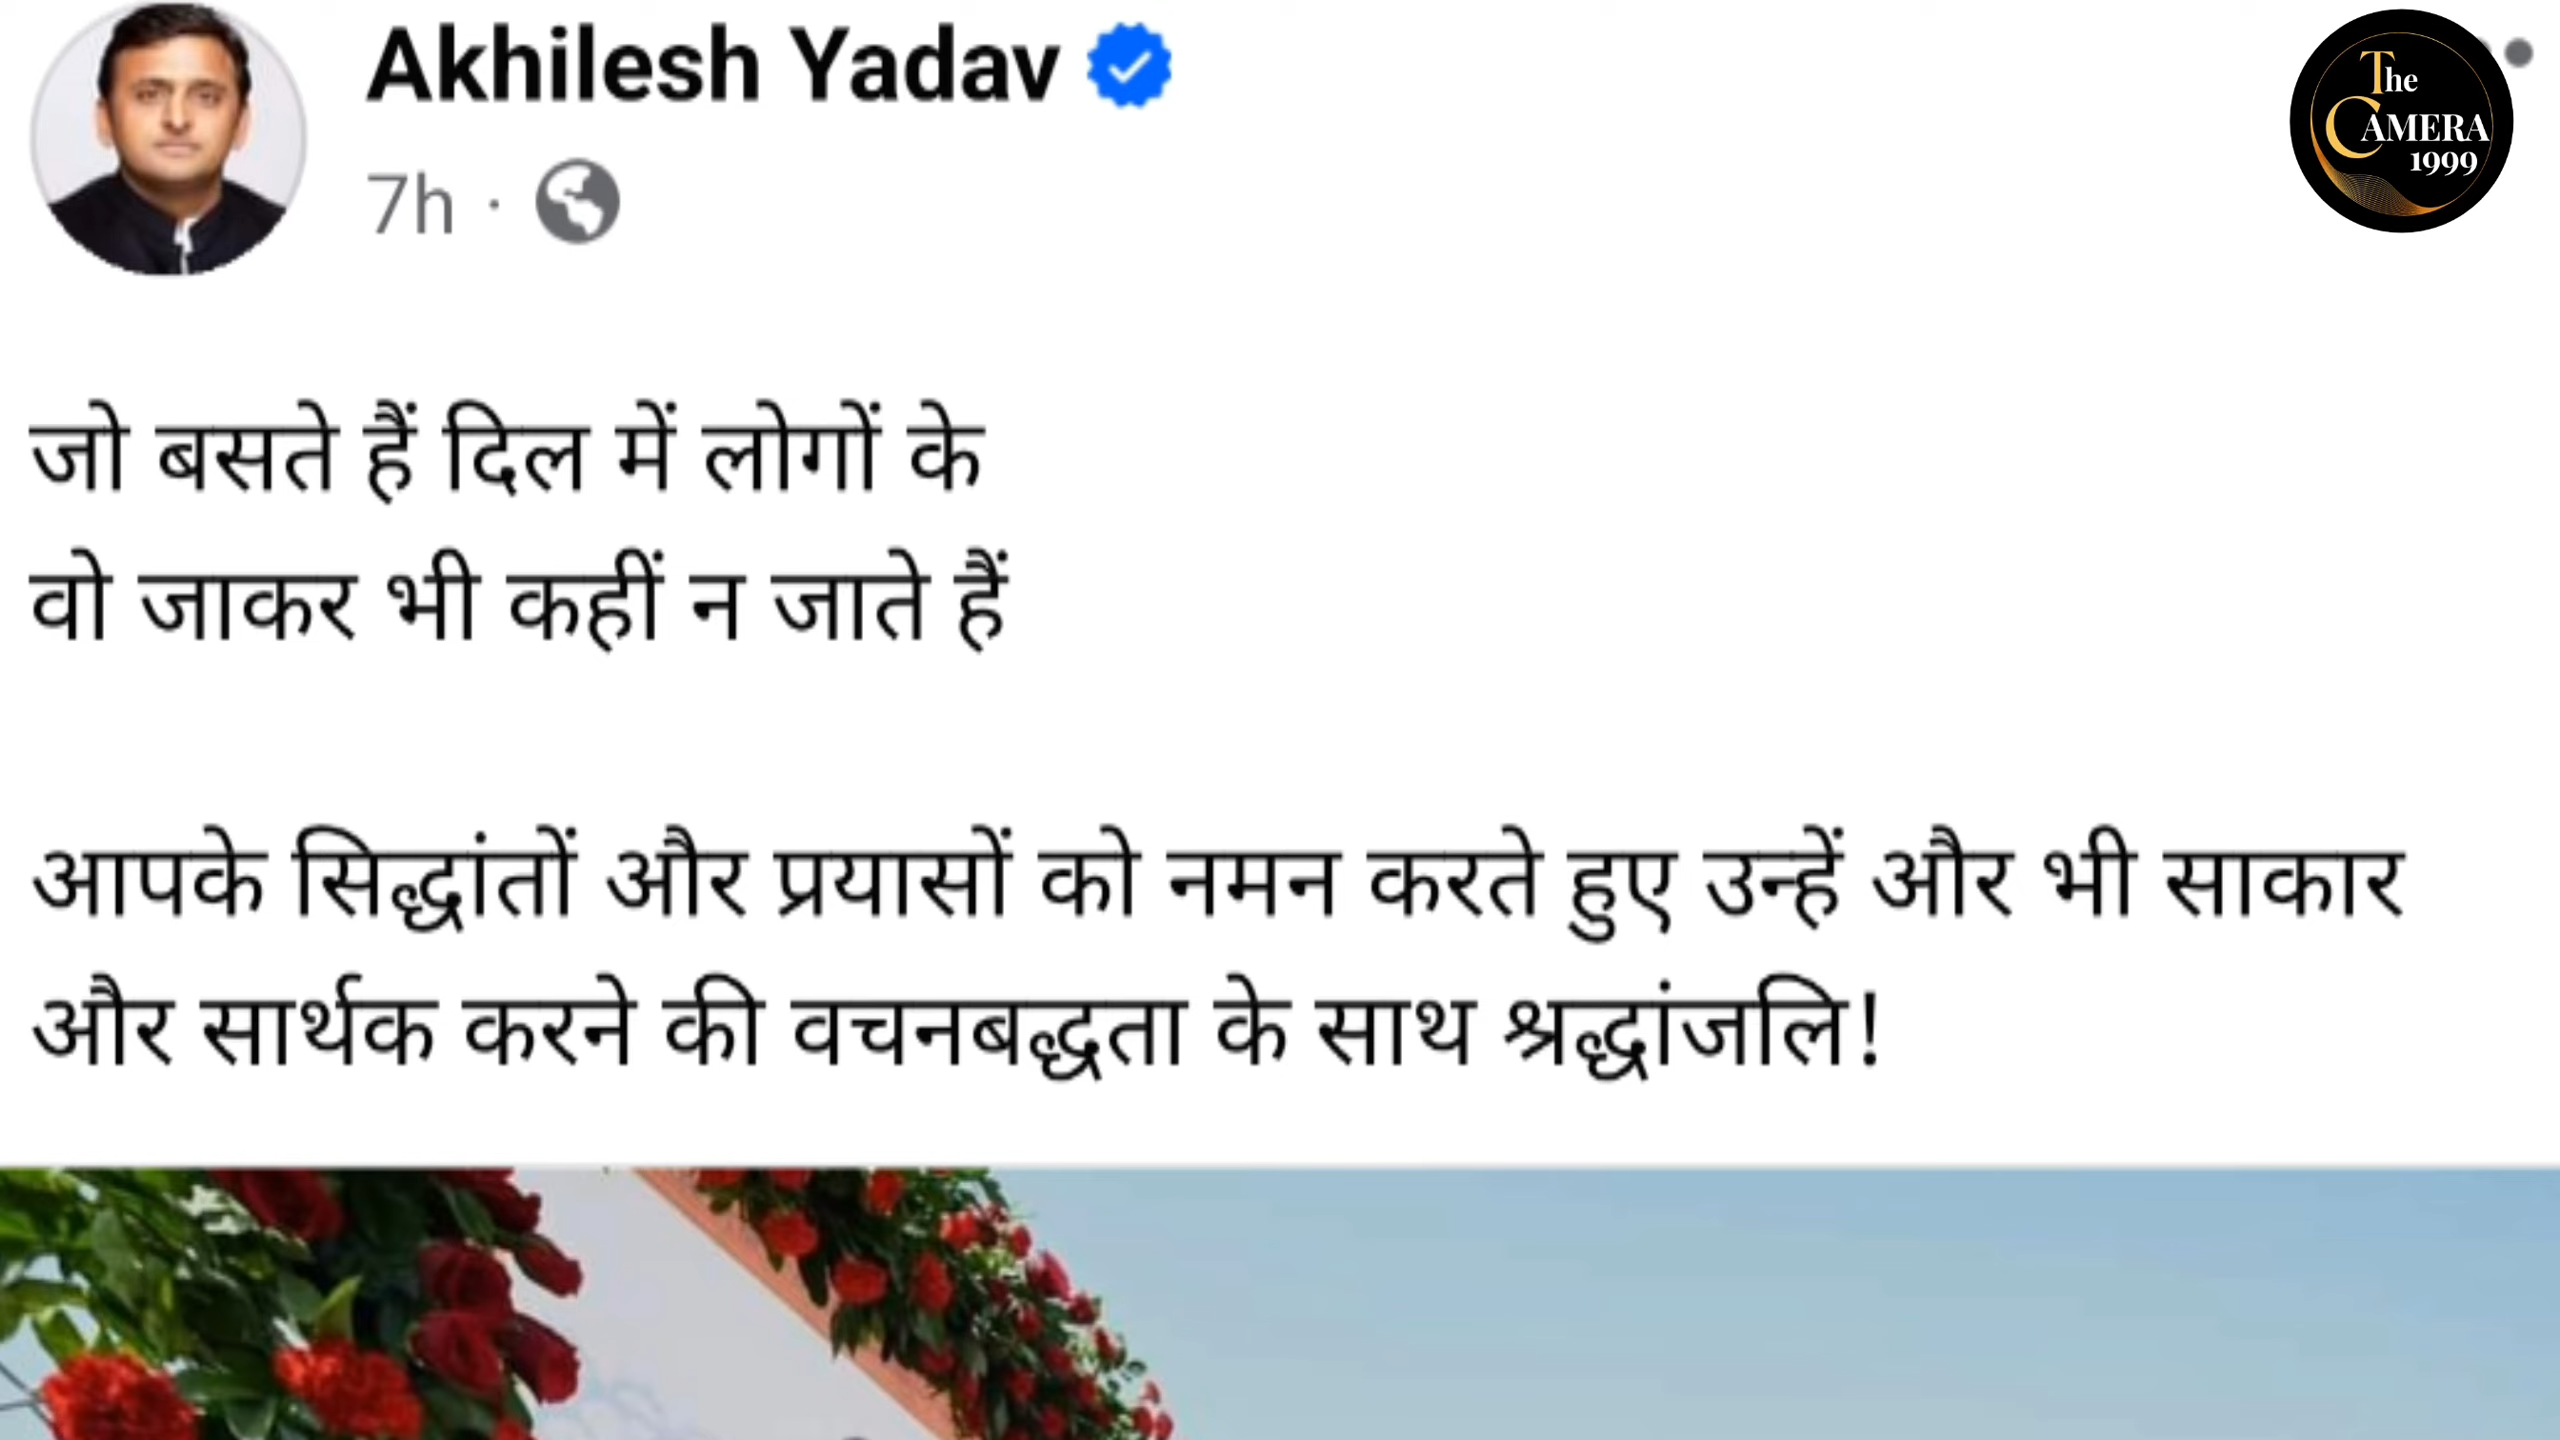 Akhilesh Yadav
7h ·
The
CAMERA
1999
जो बसते हैं दिल में लोगों के
वो जाकर भी कहीं न जाते हैं
आपके सिद्धांतों और प्रयासों को नमन करते हुए उन्हें और भी साकार
और सार्थक करने की वचनबद्धता के साथ श्रद्धांजलि!